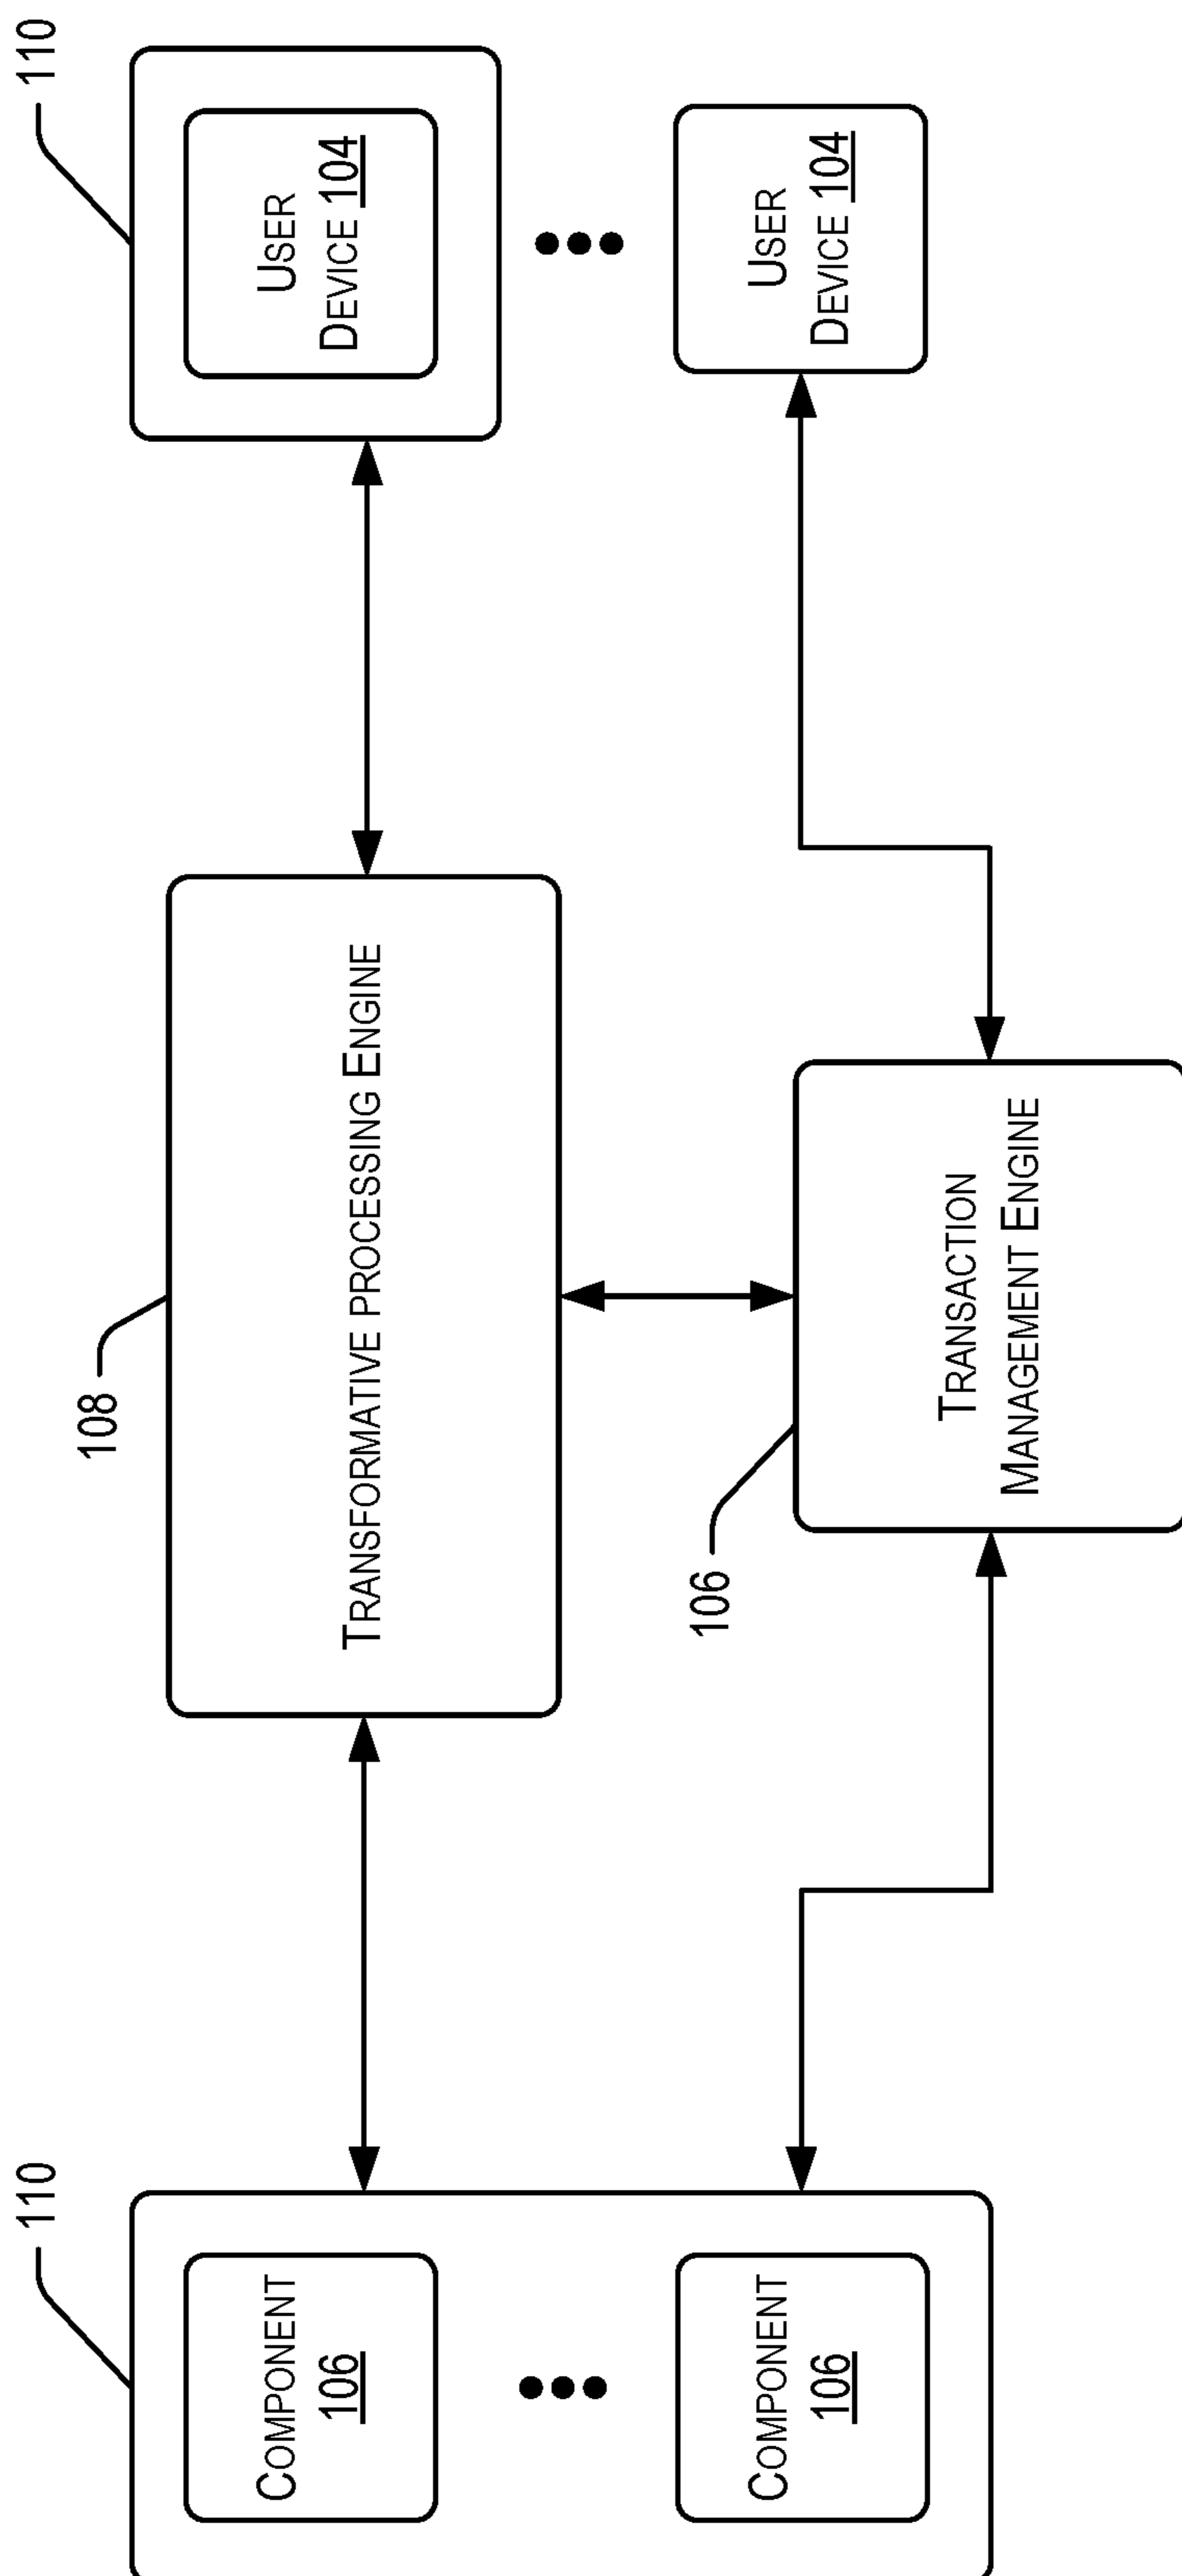 110
110
108
Component
106
Transformative processing Engine
User
Device 104
106
Component
106
User
Device 104
Transaction
Management Engine